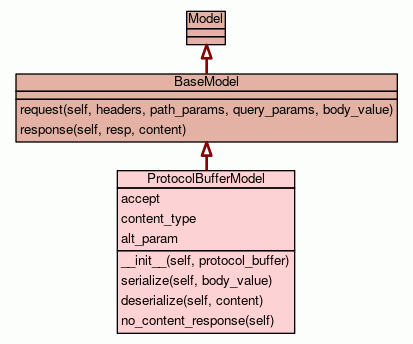 Model
BaseModel
request(self, headers, path_params, query_params, body_value)
response(self, resp, content)
ProtocolBufferModel
accept
content_type
alt_param
__init__(self, protocol_buffer)
serialize(self, body_value)
deserialize(self, content)
no_content_response(self)